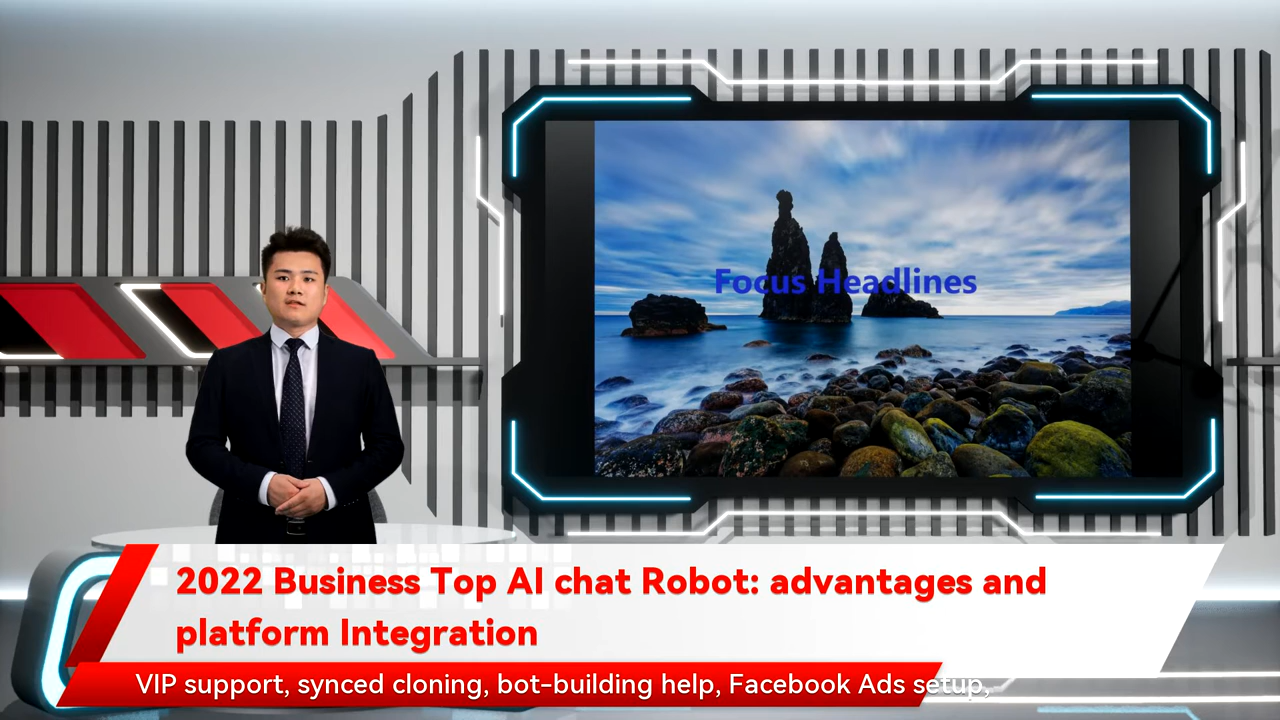 Focus Headlines
2022 Business Top AI chat Robot: advantages and
platform Integration
VIP support, synced cloning, bot-building help, Facebook Ads setup,